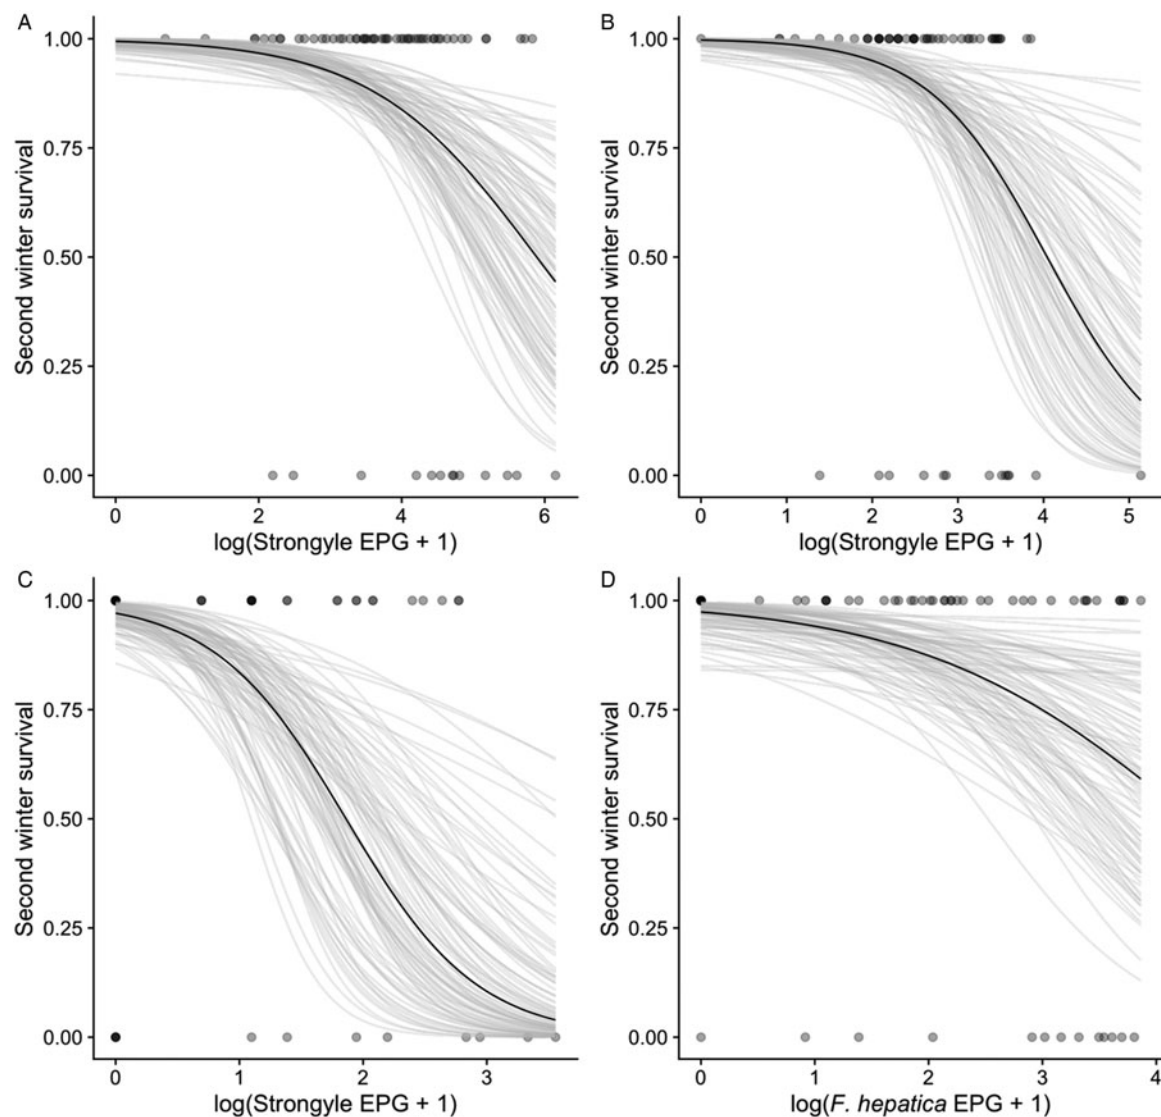 A
B
1.00
0.75
0.50
0.25
0.00
Second winter survival
0 2 4 6
log(Strongyle EPG + 1)
1.00
0.75
0.50
0.25
0.00
Second winter survival
0 1 2 3 4 5
log(Strongyle EPG + 1)
C
D
1.00
0.75
0.50
0.25
0.00
Second winter survival
0 1 2 3
log(Strongyle EPG + 1)
1.00
0.75
0.50
0.25
0.00
Second winter survival
0 1 2 3 4
log(F. hepatica EPG + 1)